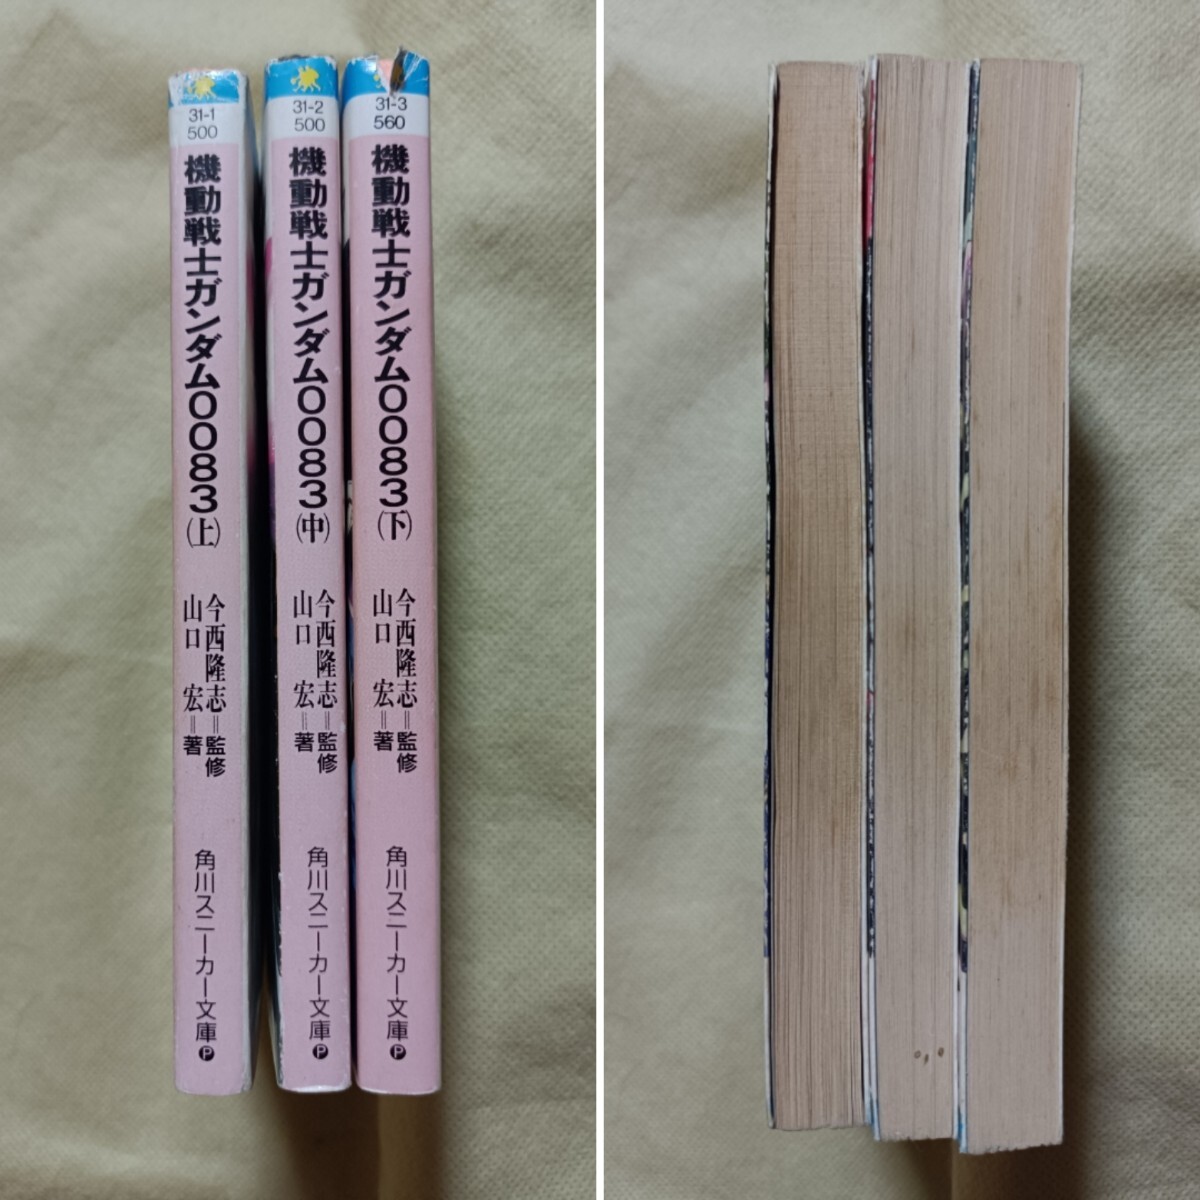 31-1
500
機動戦士ガンダム0083(上)
今西隆志=監修
山口 宏=著
角川スニーカー文庫 P
31-2
500
機動戦士ガンダム0083(中)
今西隆志=監修
山口 宏=著
角川スニーカー文庫 P
31-3
560
機動戦士ガンダム0083(下)
今西隆志=監修
山口 宏=著
角川スニーカー文庫 P